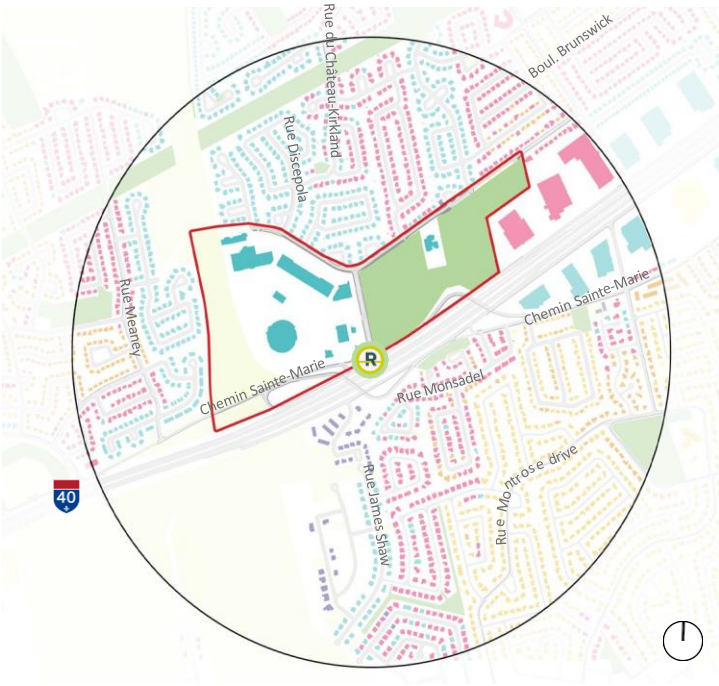 Rue du Château-Kirkland
Boul. Brunswick
Rue Discepola
Rue Meaney
Chemin Sainte-Marie
Chemin Sainte-Marie
R
Rue Monsadel
Rue Montrose drive
Rue James Shaw
40